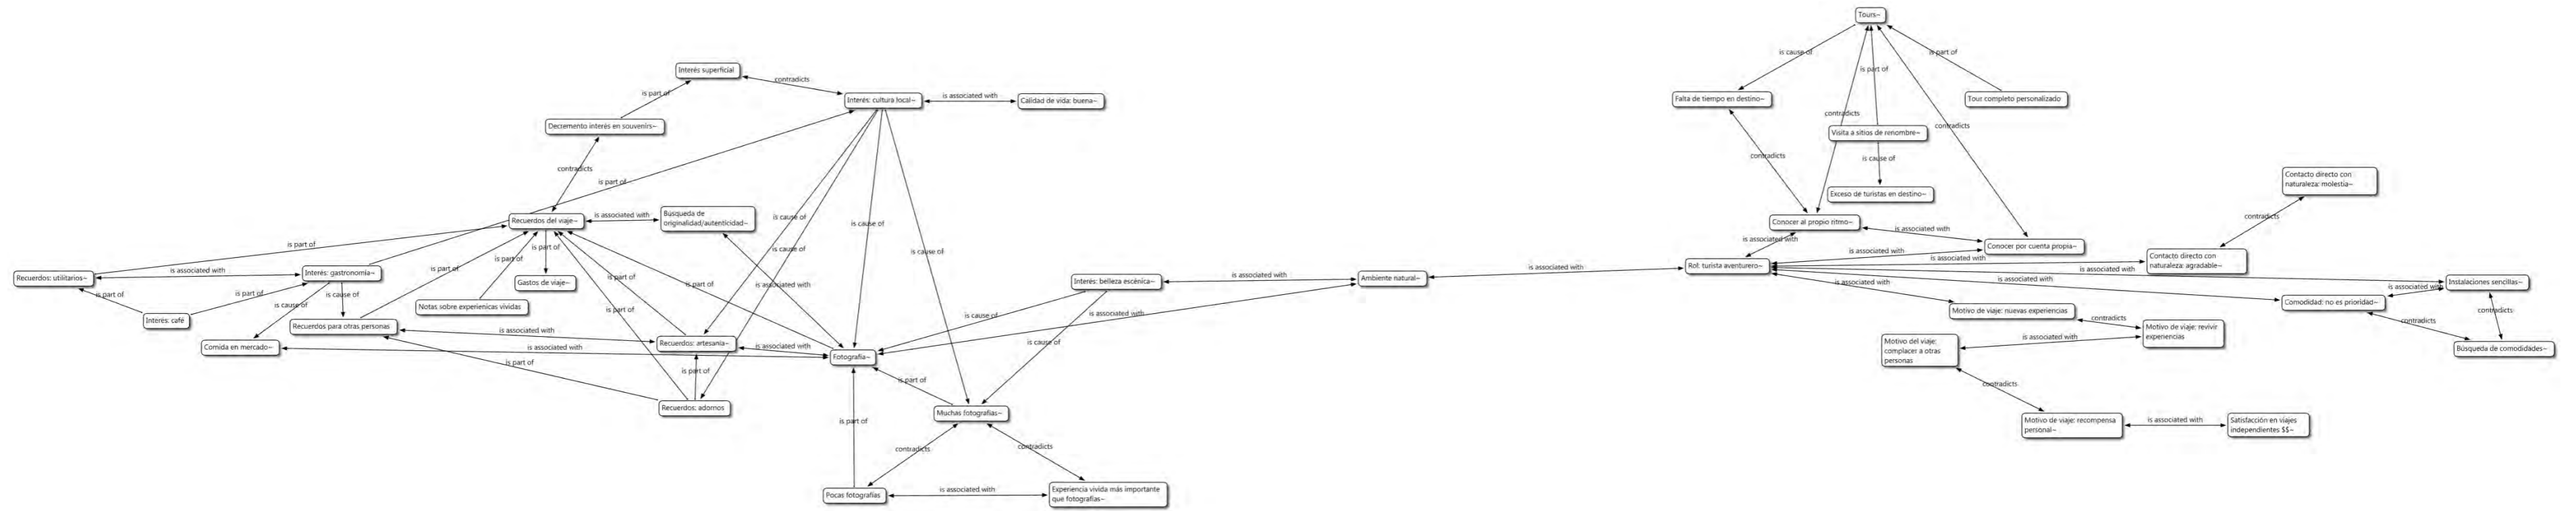 Tours~
is cause of
is part of
Interés superficial
is part of
contradicts
is part of
Interés: cultura local~
is associated with
Calidad de vida: buena~
Falta de tiempo en destino~
Tour completo personalizado
contradicts
contradicts
Decremento interés en souvenirs~
Visita a sitios de renombre~
contradicts
is cause of
contradicts
is part of
Exceso de turistas en destino~
Contacto directo con
naturaleza: molestia~
contradicts
Recuerdos del viaje~
is associated with
Búsqueda de
originalidad/autenticidad~
is cause of
is cause of
is cause of
is cause of
Conocer al propio ritmo~
is associated with
is associated with
Conocer por cuenta propia~
is part of
is part of
is associated with
is associated with
Contacto directo con
naturaleza: agradable~
Rol: turista aventurero~
is associated with
is associated with
Recuerdos: utilitarios~
is associated with
Interés: gastronomía~
is part of
is part of
is part of
Gastos de viaje~
is part of
is associated with
Interés: belleza escénica~
is associated with
Ambiente natural~
is associated with
is associated with
Instalaciones sencillas~
is associated with
is part of
is part of
is cause of
is cause of
Notas sobre experienicas vividas
is part of
Comodidad: no es prioridad~
Motivo de viaje: nuevas experiencias
contradicts
contradicts
contradicts
Interés: café
Recuerdos para otras personas
is associated with
is cause of
is associated with
Motivo de viaje: revivir
experiencias
is associated with
Comida en mercado~
is associated with
Recuerdos: artesanía~
is associated with
Fotografía~
is cause of
Motivo del viaje:
complacer a otras
personas
Búsqueda de comodidades~
is part of
is part of
is part of
contradicts
Recuerdos: adornos
Muchas fotografías~
is part of
Motivo de viaje: recompensa
personal~
is associated with
Satisfacción en viajes
independientes $$~
contradicts
contradicts
Pocas fotografías
is associated with
Experiencia vivida más importante
que fotografías~